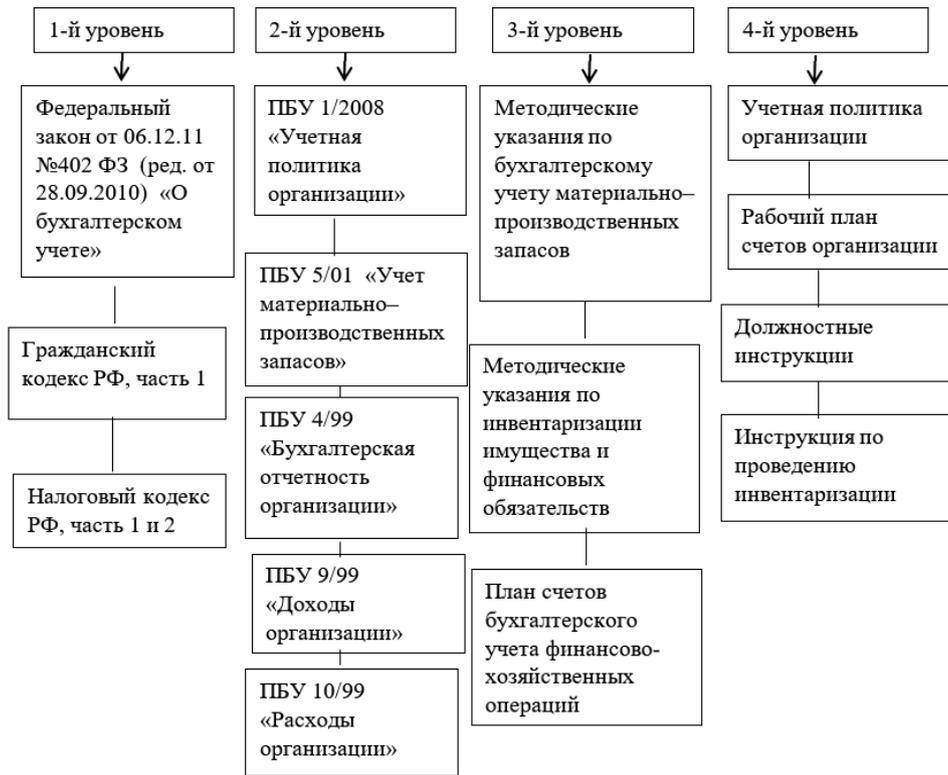 1-й уровень
Федеральный
закон от 06.12.11
№402 ФЗ (ред. от
28.09.2010) «О
бухгалтерском
учете»
Гражданский
кодекс РФ, часть 1
Налоговый кодекс
РФ, часть 1 и 2
2-й уровень
ПБУ 1/2008
«Учетная
политика
организации»
ПБУ 5/01 «Учет
материально–
производственных
запасов»
ПБУ 4/99
«Бухгалтерская
отчетность
организации»
ПБУ 9/99
«Доходы
организации»
ПБУ 10/99
«Расходы
организации»
3-й уровень
Методические
указания по
бухгалтерскому
учету материально–
производственных
запасов
Методические
указания по
инвентаризации
имущества и
финансовых
обязательств
План счетов
бухгалтерского
учета финансово-
хозяйственных
операций
4-й уровень
Учетная политика
организации
Рабочий план
счетов организации
Должностные
инструкции
Инструкция по
проведению
инвентаризации